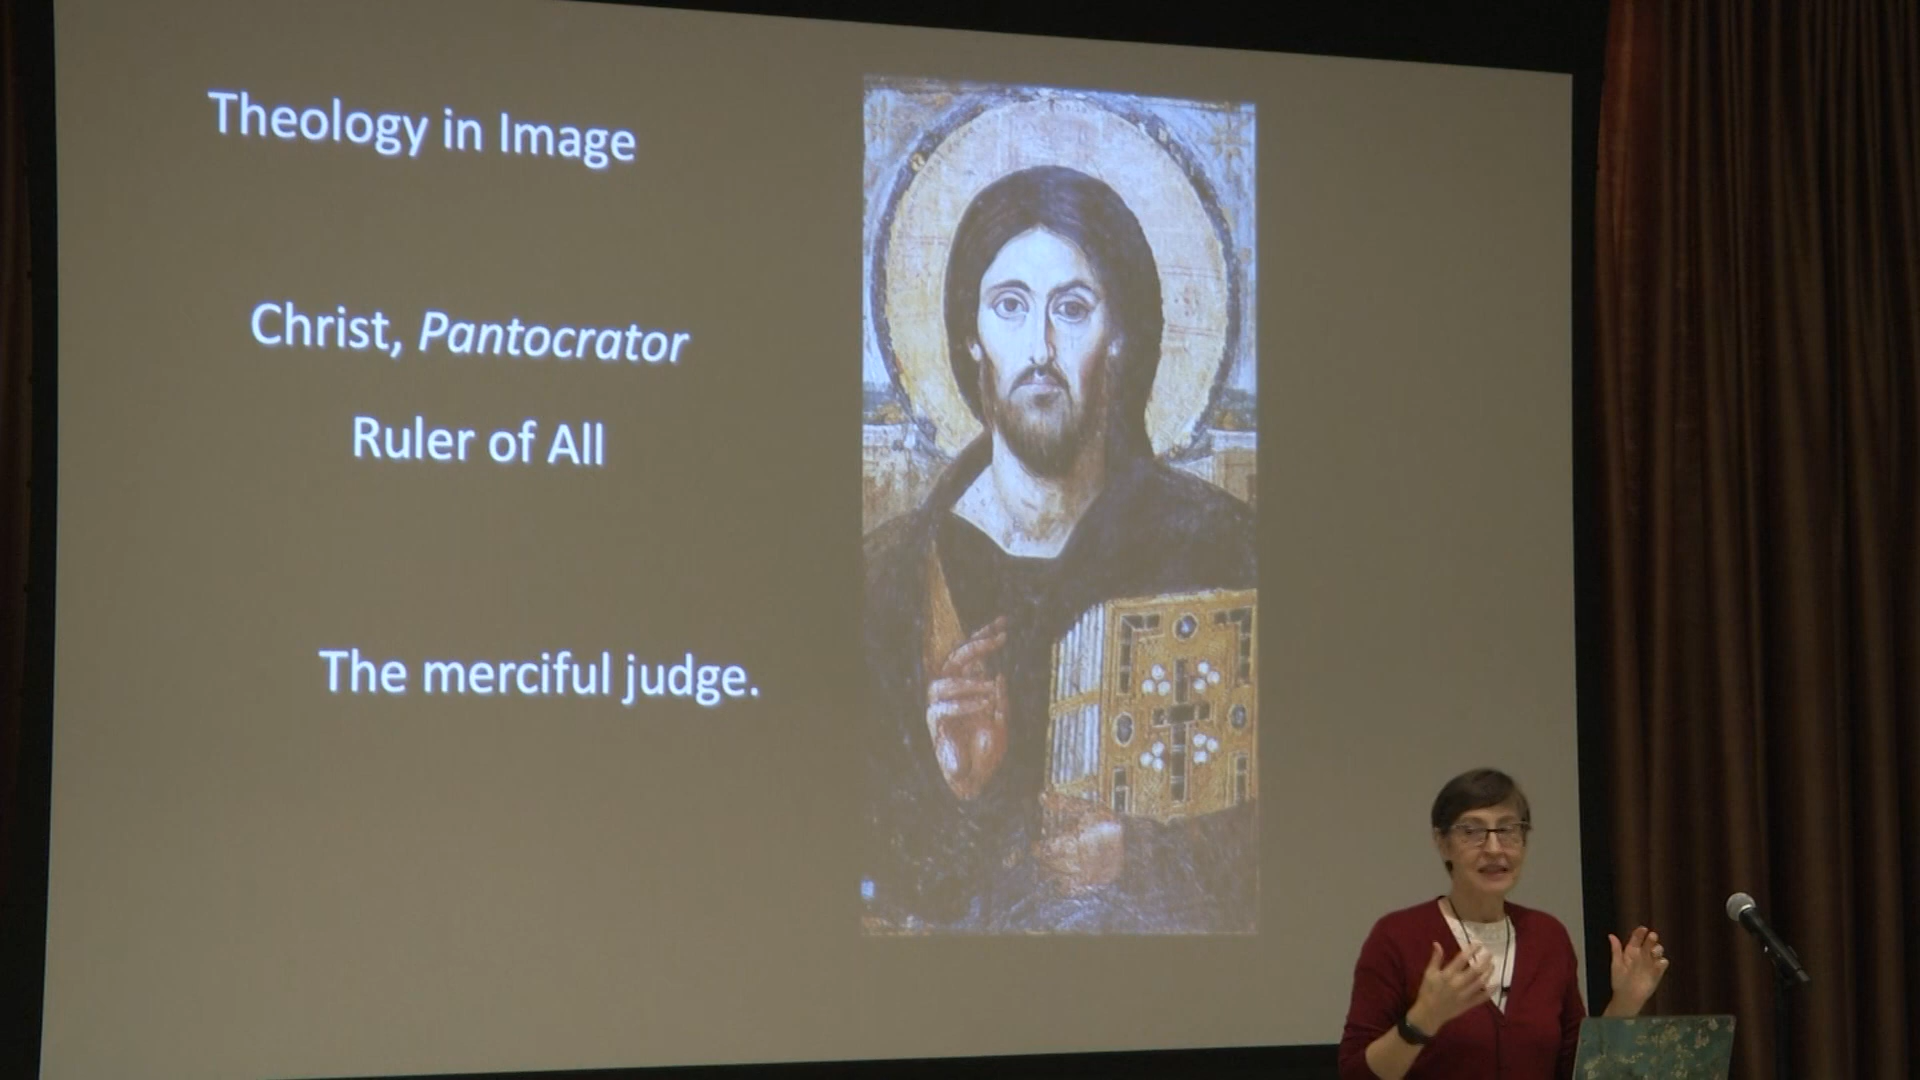 Theology in Image
Christ, Pantocrator
Ruler of All
The merciful judge.